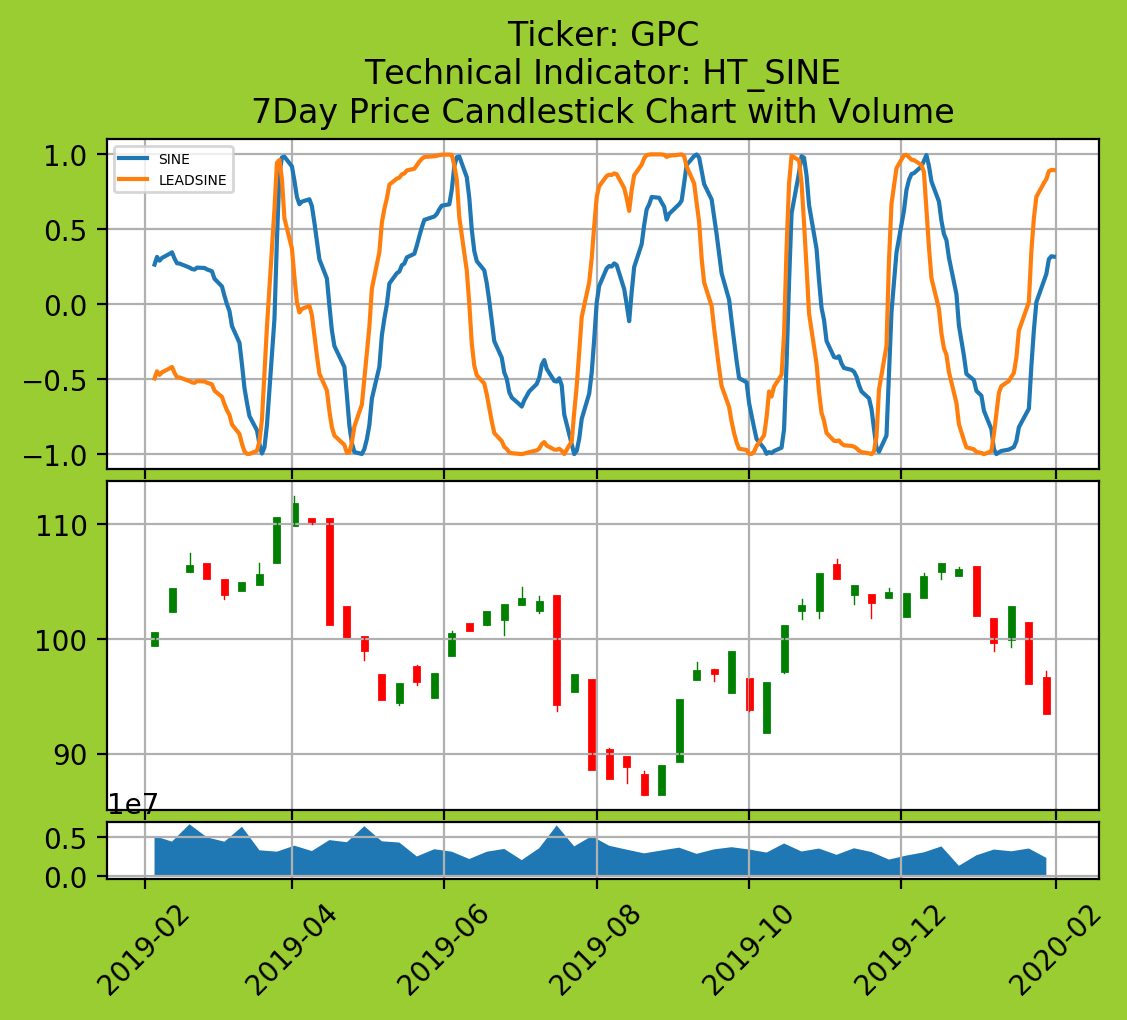 Ticker: GPC
Technical Indicator: HT_SINE
7Day Price Candlestick Chart with Volume
SINE
LEADSINE
1.0
0.5
0.0
−0.5
−1.0
110
100
90
1e7
0.5
0.0
2019-02
2019-04
2019-06
2019-08
2019-10
2019-12
2020-02